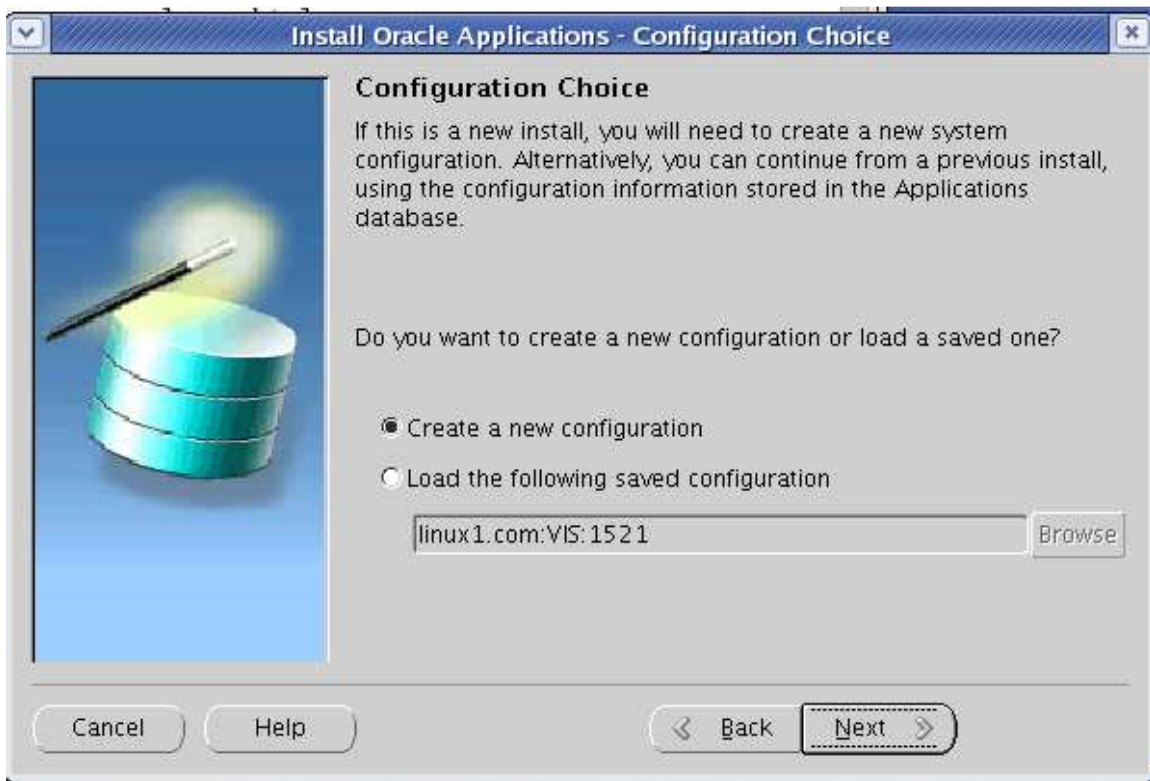 Install Oracle Applications - Configuration Choice
Configuration Choice
If this is a new install, you will need to create a new system
configuration. Alternatively, you can continue from a previous install,
using the configuration information stored in the Applications
database.
Do you want to create a new configuration or load a saved one?
Create a new configuration
Load the following saved configuration
linux1.com:VIS:1521
Browse
Cancel
Help
Back
Next